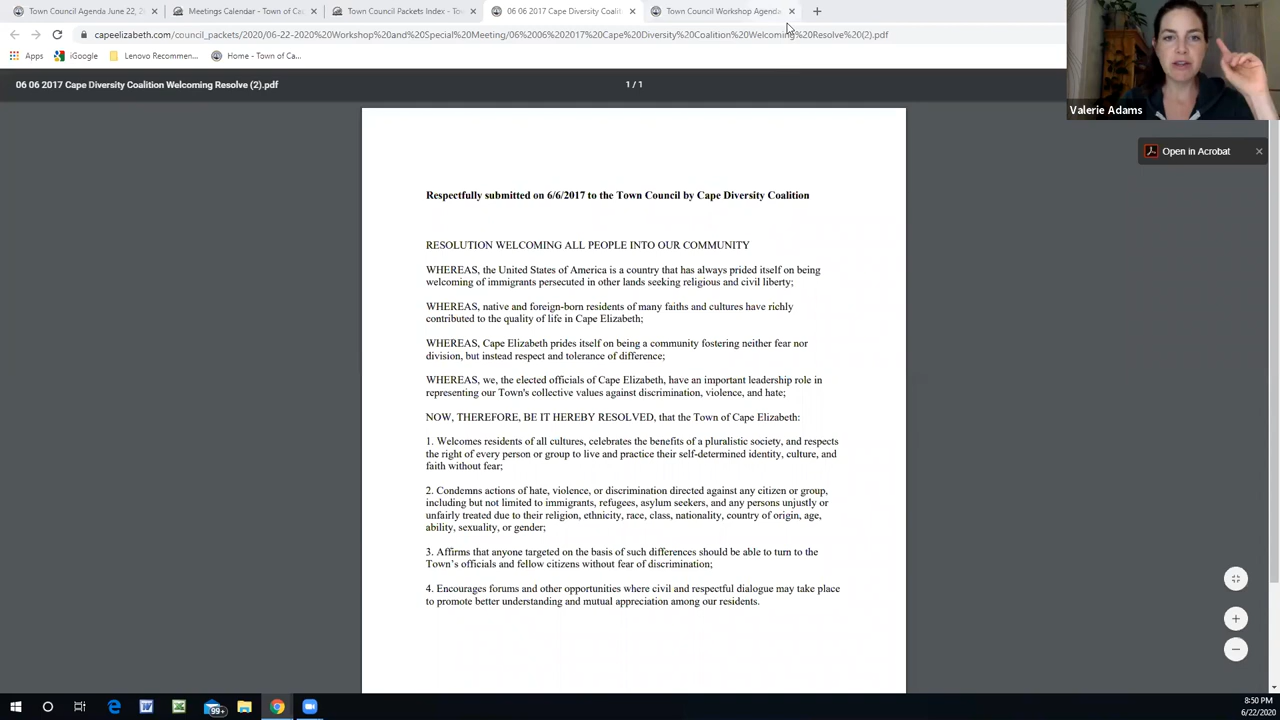 Town Council Agenda June 22, 2
Meetings Calendar - Town of Ca
Town Council Packets Index - To
06 06 2017 Cape Diversity Coalit
Town Council Workshop Agenda
capeelizabeth.com/council_packets/2020/06-22-2020%20Workshop%20and%20Special%20Meeting/06%2006%202017%20Cape%20Diversity%20Coalition%20Welcoming%20Resolve%20(2).pdf
Apps
iGoogle
Lenovo Recommen...
Home - Town of Ca...
06 06 2017 Cape Diversity Coalition Welcoming Resolve (2).pdf
1 / 1
Valerie Adams
Open in Acrobat
Respectfully submitted on 6/6/2017 to the Town Council by Cape Diversity Coalition
RESOLUTION WELCOMING ALL PEOPLE INTO OUR COMMUNITY
WHEREAS, the United States of America is a country that has always prided itself on being
welcoming of immigrants persecuted in other lands seeking religious and civil liberty;
WHEREAS, native and foreign-born residents of many faiths and cultures have richly
contributed to the quality of life in Cape Elizabeth;
WHEREAS, Cape Elizabeth prides itself on being a community fostering neither fear nor
division, but instead respect and tolerance of difference;
WHEREAS, we, the elected officials of Cape Elizabeth, have an important leadership role in
representing our Town's collective values against discrimination, violence, and hate;
NOW, THEREFORE, BE IT HEREBY RESOLVED, that the Town of Cape Elizabeth:
1. Welcomes residents of all cultures, celebrates the benefits of a pluralistic society, and respects
the right of every person or group to live and practice their self-determined identity, culture, and
faith without fear;
2. Condemns actions of hate, violence, or discrimination directed against any citizen or group,
including but not limited to immigrants, refugees, asylum seekers, and any persons unjustly or
unfairly treated due to their religion, ethnicity, race, class, nationality, country of origin, age,
ability, sexuality, or gender;
3. Affirms that anyone targeted on the basis of such differences should be able to turn to the
Town's officials and fellow citizens without fear of discrimination;
4. Encourages forums and other opportunities where civil and respectful dialogue may take place
to promote better understanding and mutual appreciation among our residents.
99+
8:50 PM
6/22/2020